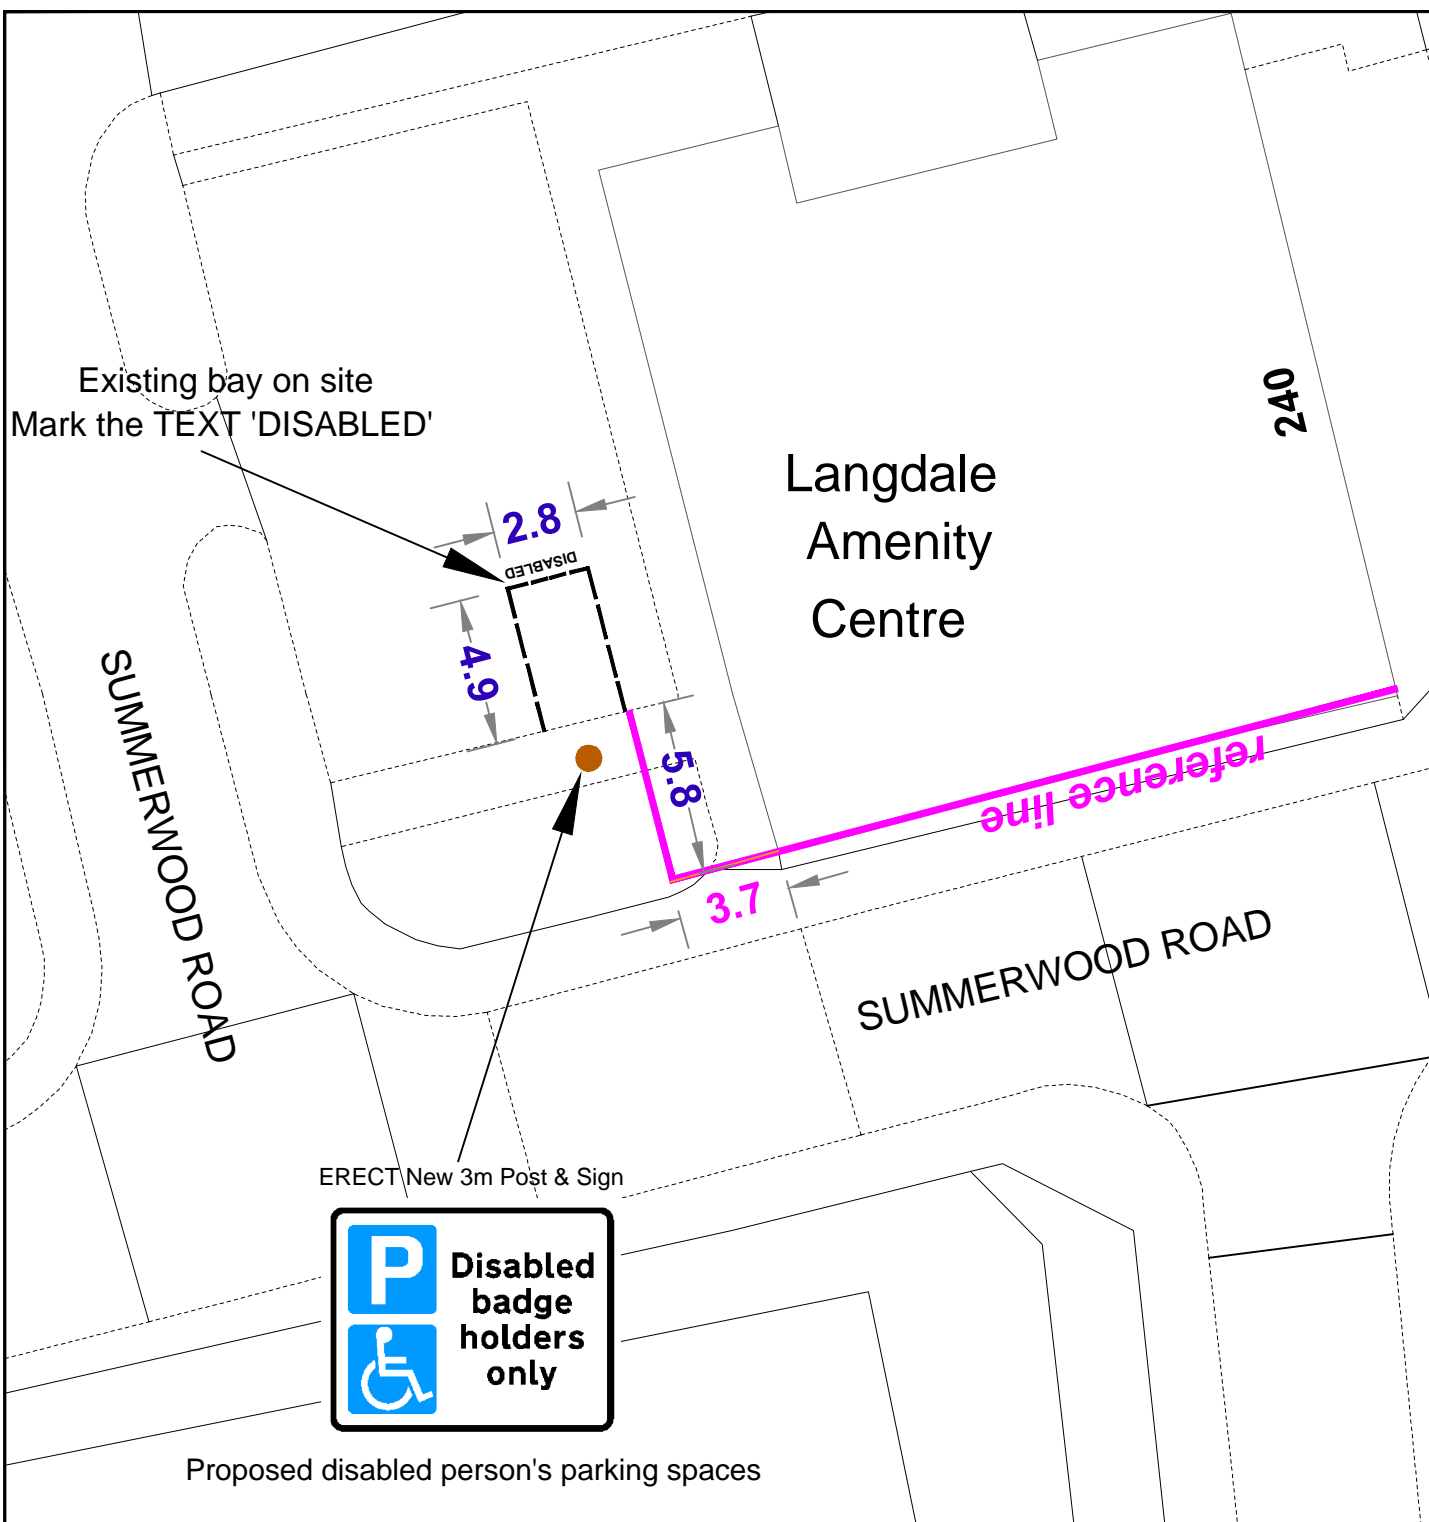 Existing bay on site
Mark the TEXT 'DISABLED'
240
Langdale
Amenity
Centre
2.8
DISABLED
4.9
5.8
reference line
3.7
SUMMERWOOD ROAD
SUMMERWOOD ROAD
ERECT New 3m Post & Sign
P
Disabled
badge
holders
only
Proposed disabled person's parking spaces